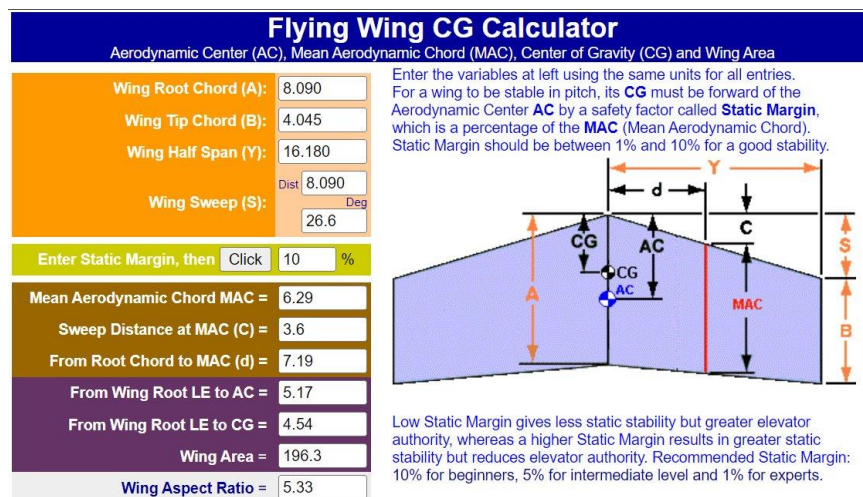 Flying Wing CG Calculator
Aerodynamic Center (AC), Mean Aerodynamic Chord (MAC), Center of Gravity (CG) and Wing Area
Wing Root Chord (A): 8.090
Wing Tip Chord (B): 4.045
Wing Half Span (Y): 16.180
Wing Sweep (S): Dist 8.090
Deg
26.6
Enter Static Margin, then Click 10 %
Mean Aerodynamic Chord MAC = 6.29
Sweep Distance at MAC (C) = 3.6
From Root Chord to MAC (d) = 7.19
From Wing Root LE to AC = 5.17
From Wing Root LE to CG = 4.54
Wing Area = 196.3
Wing Aspect Ratio = 5.33
Enter the variables at left using the same units for all entries.
For a wing to be stable in pitch, its CG must be forward of the
Aerodynamic Center AC by a safety factor called Static Margin,
which is a percentage of the MAC (Mean Aerodynamic Chord).
Static Margin should be between 1% and 10% for a good stability.
Y
d
C
CG
AC
S
CG
A
AC
MAC
B
Low Static Margin gives less static stability but greater elevator
authority, whereas a higher Static Margin results in greater static
stability but reduces elevator authority. Recommended Static Margin:
10% for beginners, 5% for intermediate level and 1% for experts.